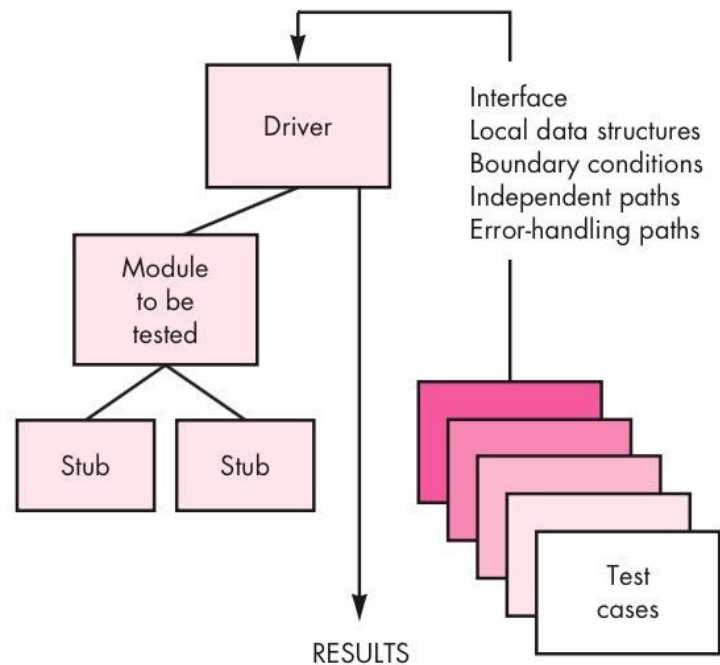 Driver
Interface
Local data structures
Boundary conditions
Independent paths
Error-handling paths
Module
to be
tested
Stub
Stub
Test
cases
RESULTS